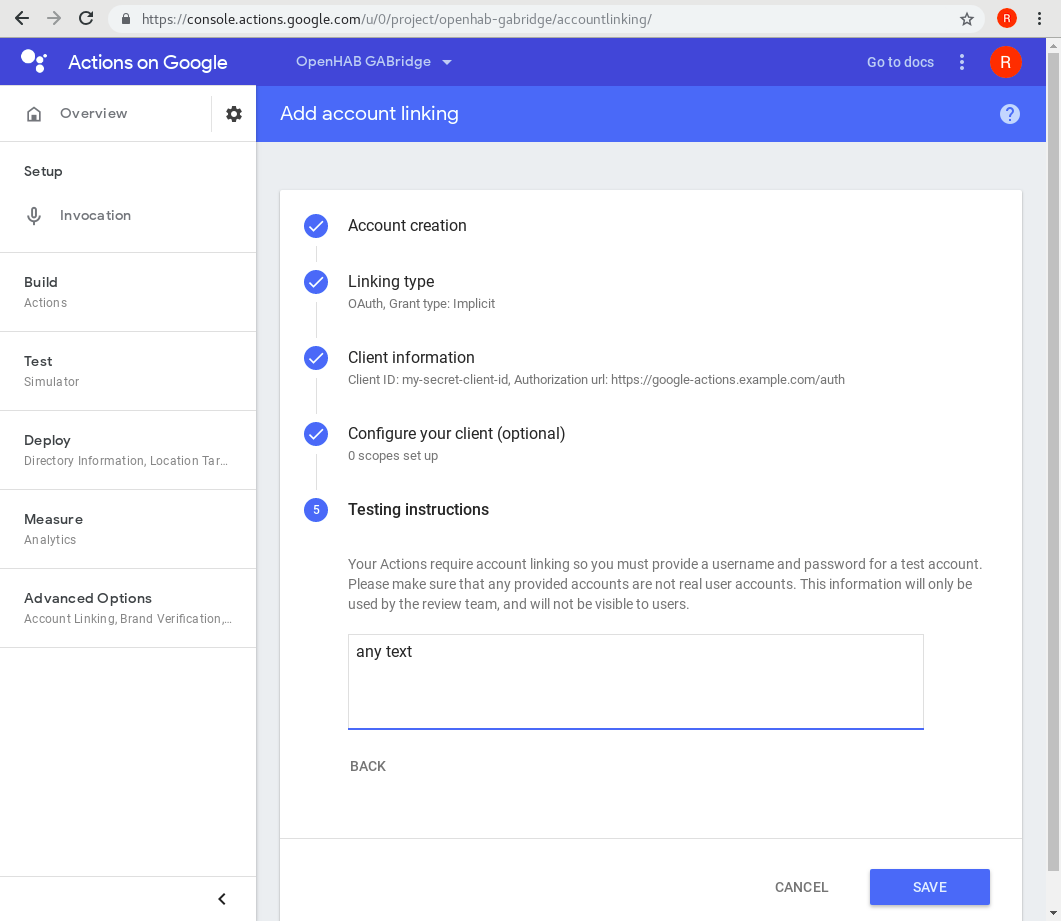 https://console.actions.google.com/u/0/project/openhab-gabridge/accountlinking/
R
Actions on Google
OpenHAB GABridge
Go to docs
R
Overview
Add account linking
?
Setup
Invocation
Build
Actions
Test
Simulator
Deploy
Directory Information, Location Tar...
Measure
Analytics
Advanced Options
Account Linking, Brand Verification,...
Account creation
Linking type
OAuth, Grant type: Implicit
Client information
Client ID: my-secret-client-id, Authorization url: https://google-actions.example.com/auth
Configure your client (optional)
0 scopes set up
5 Testing instructions
Your Actions require account linking so you must provide a username and password for a test account.
Please make sure that any provided accounts are not real user accounts. This information will only be
used by the review team, and will not be visible to users.
any text
BACK
CANCEL
SAVE